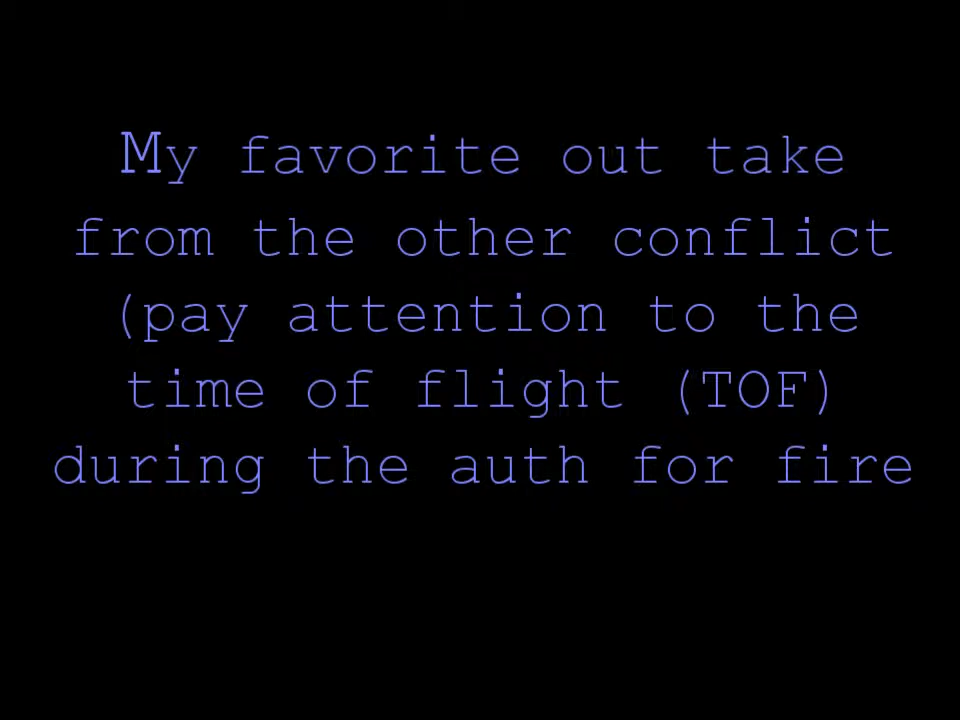 My favorite out take
from the other conflict
(pay attention to the
time of flight (TOF)
during the auth for fire